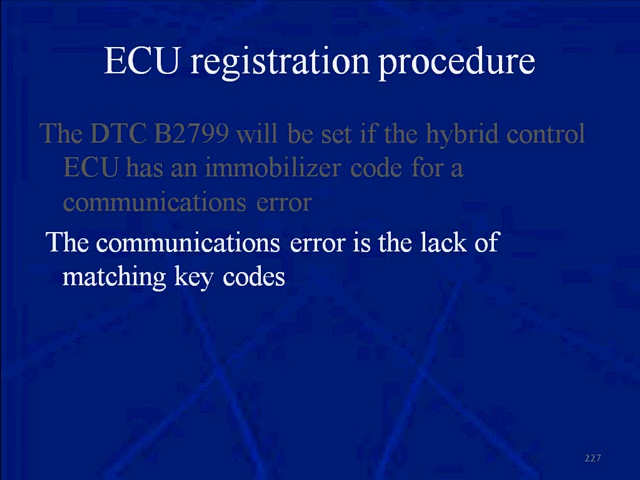 ECU registration procedure
The DTC B2799 will be set if the hybrid control
ECU has an immobilizer code for a
communications error
The communications error is the lack of
matching key codes
227